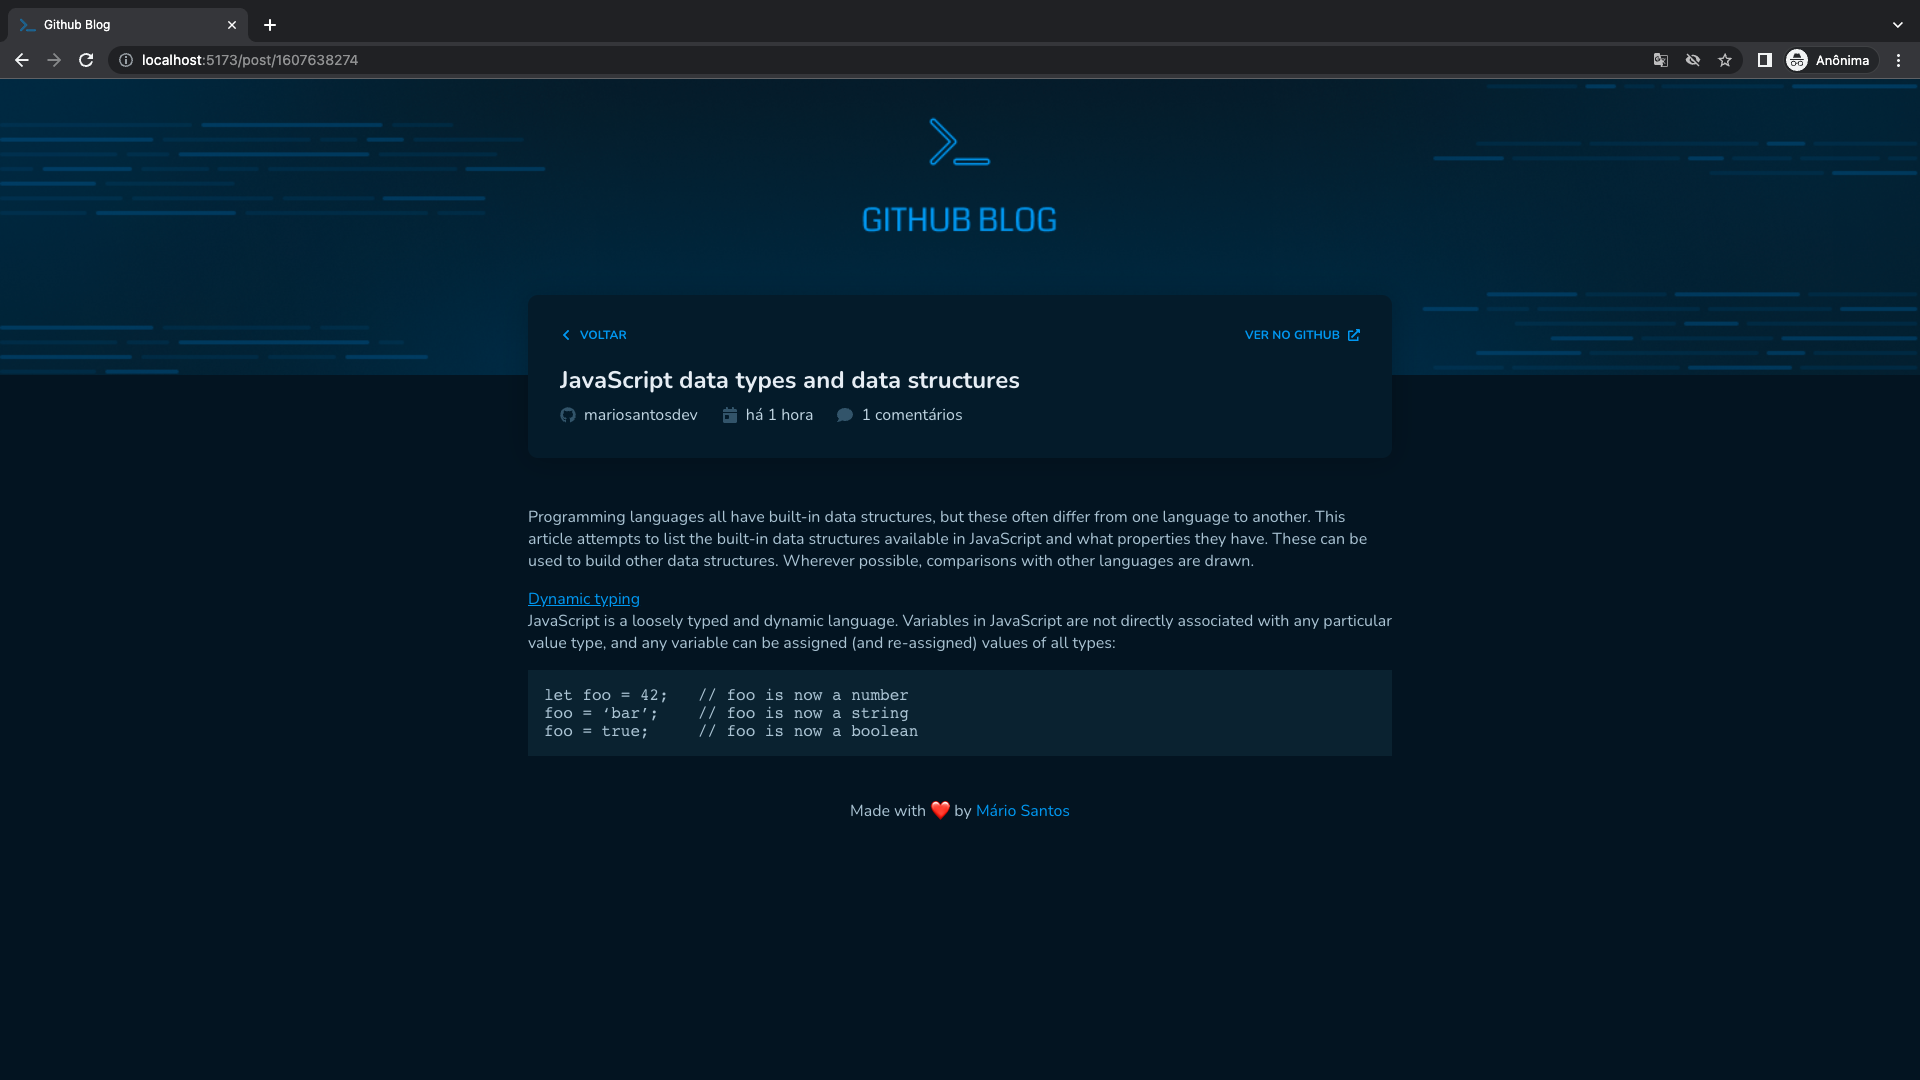 Github Blog
localhost:5173/post/1607638274
Anônima
GITHUB BLOG
VOLTAR
VER NO GITHUB
JavaScript data types and data structures
mariosantosdev há 1 hora 1 comentários
Programming languages all have built-in data structures, but these often differ from one language to another. This
article attempts to list the built-in data structures available in JavaScript and what properties they have. These can be
used to build other data structures. Wherever possible, comparisons with other languages are drawn.
Dynamic typing
JavaScript is a loosely typed and dynamic language. Variables in JavaScript are not directly associated with any particular
value type, and any variable can be assigned (and re-assigned) values of all types:
let foo = 42;   // foo is now a number
foo = ‘bar’;    // foo is now a string
foo = true;     // foo is now a boolean
Made with ❤️ by Mário Santos